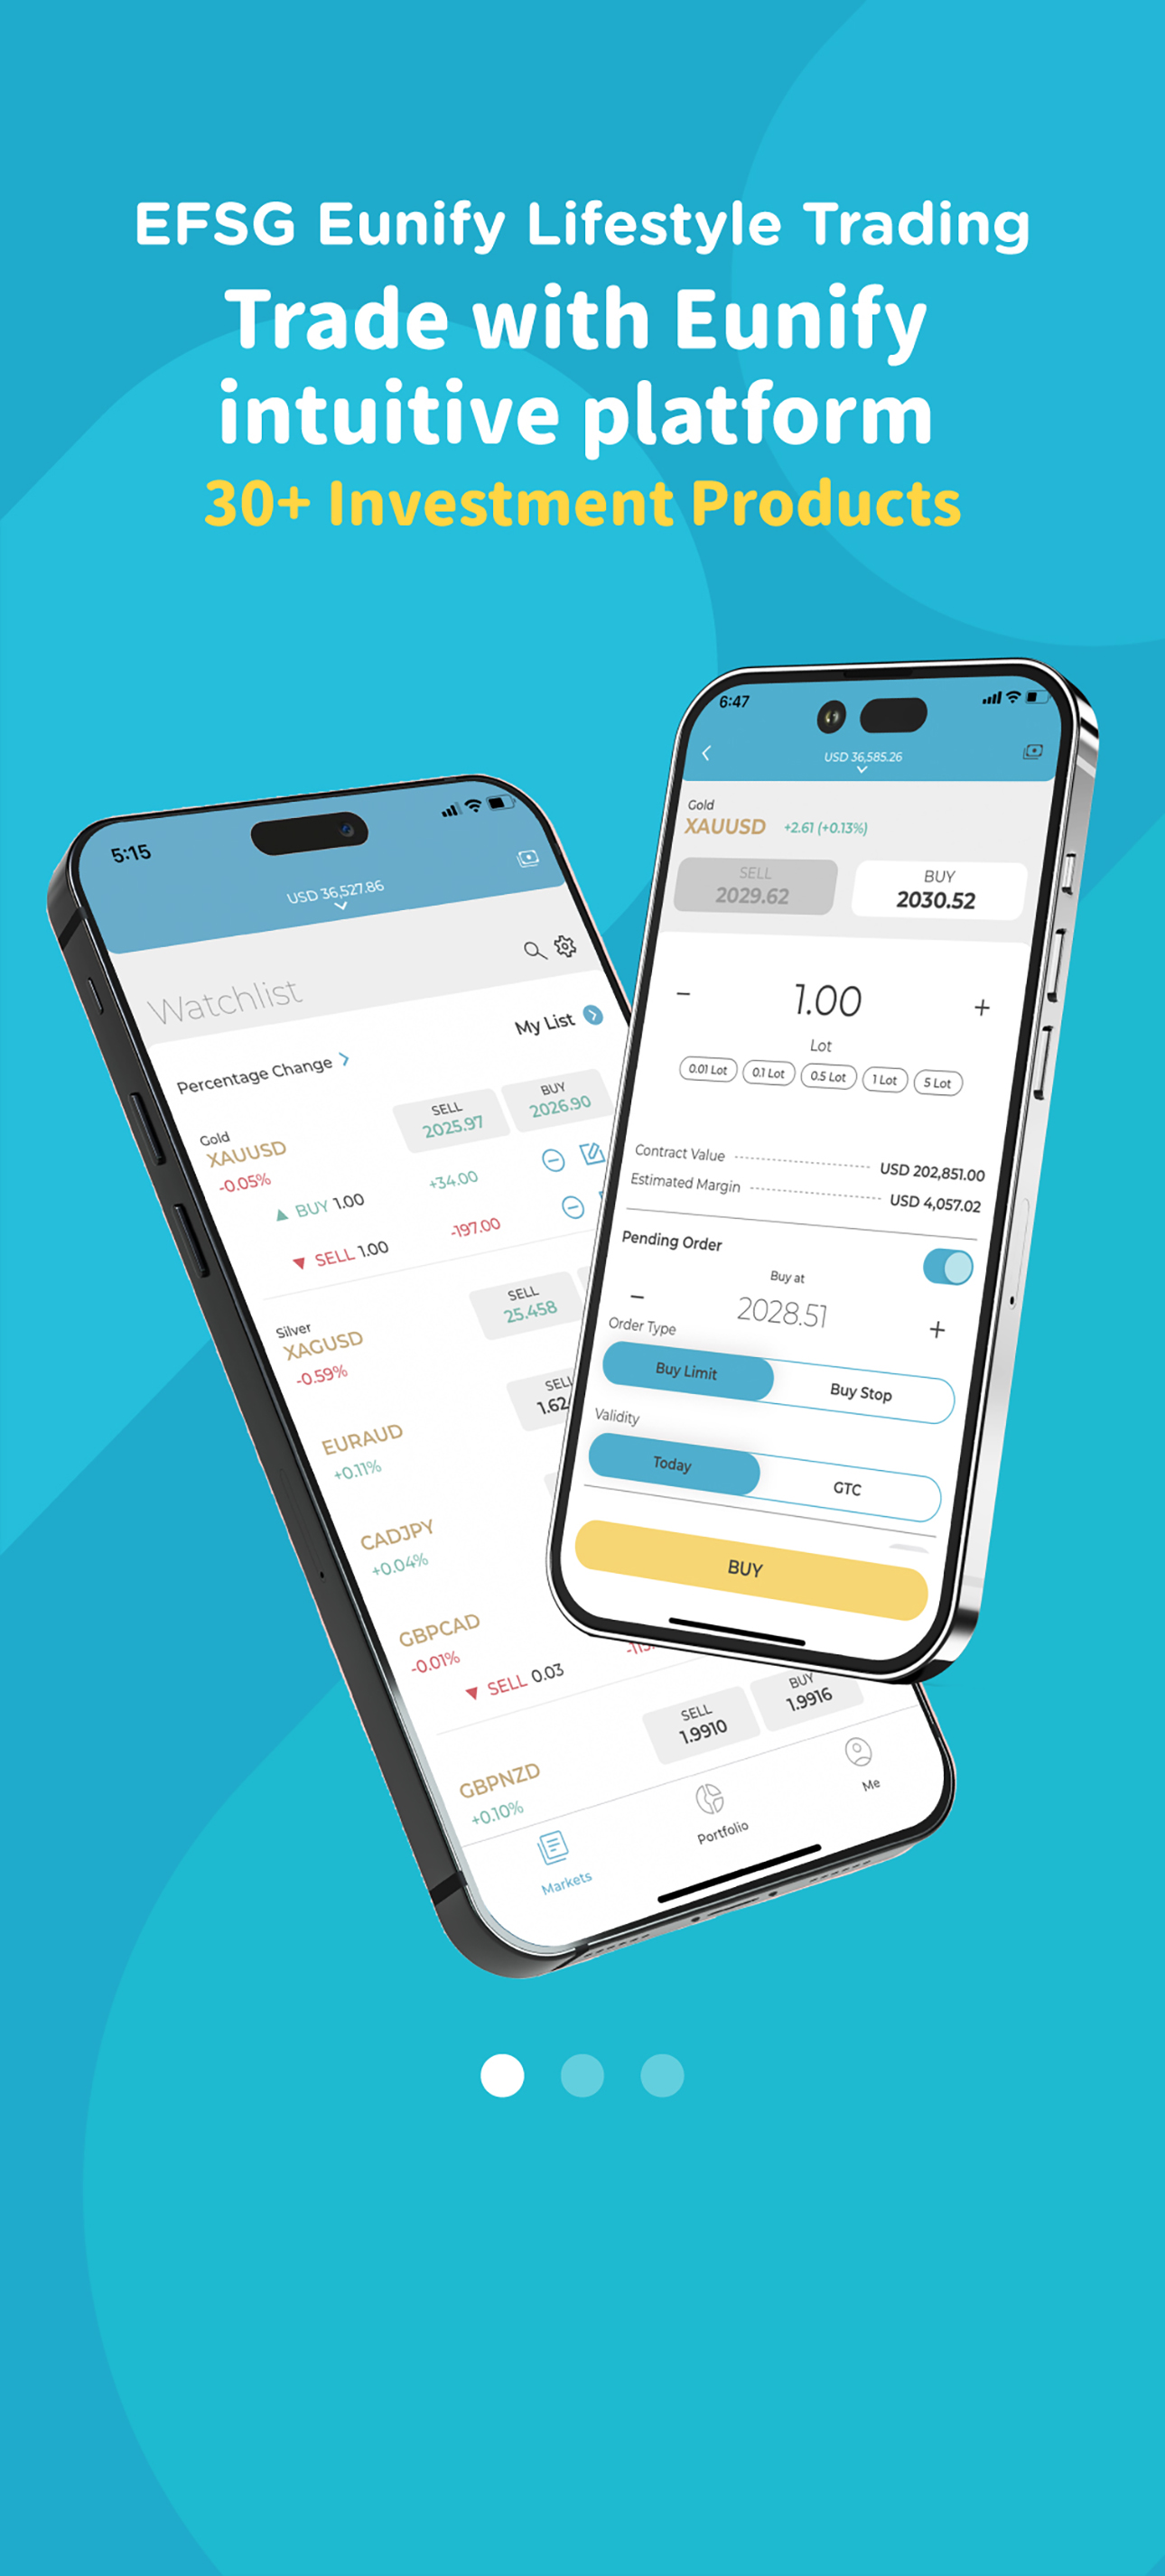 EFSG Eunify Lifestyle Trading
Trade with Eunify
intuitive platform
30+ Investment Products
5:15
USD 36,527.86
Watchlist
My List
Percentage Change
Gold
XAUUSD
-0.05%
SELL
2025.97
BUY
2026.90
BUY 1.00
+34.00
SELL 1.00
-197.00
Silver
XAGUSD
-0.59%
SELL
25.458
EURAUD
+0.11%
CADJPY
+0.04%
GBPCAD
-0.01%
SELL 0.03
GBPNZD
+0.10%
SELL
1.9910
BUY
1.9916
Markets
Portfolio
Me
6:47
USD 36,585.26
Gold
XAUUSD +2.61 (+0.13%)
SELL
2029.62
BUY
2030.52
− 1.00 +
Lot
0.01 Lot 0.1 Lot 0.5 Lot 1 Lot 5 Lot
Contract Value USD 202,851.00
Estimated Margin USD 4,057.02
Pending Order
Buy at
− 2028.51 +
Order Type
Buy Limit Buy Stop
Validity
Today GTC
BUY